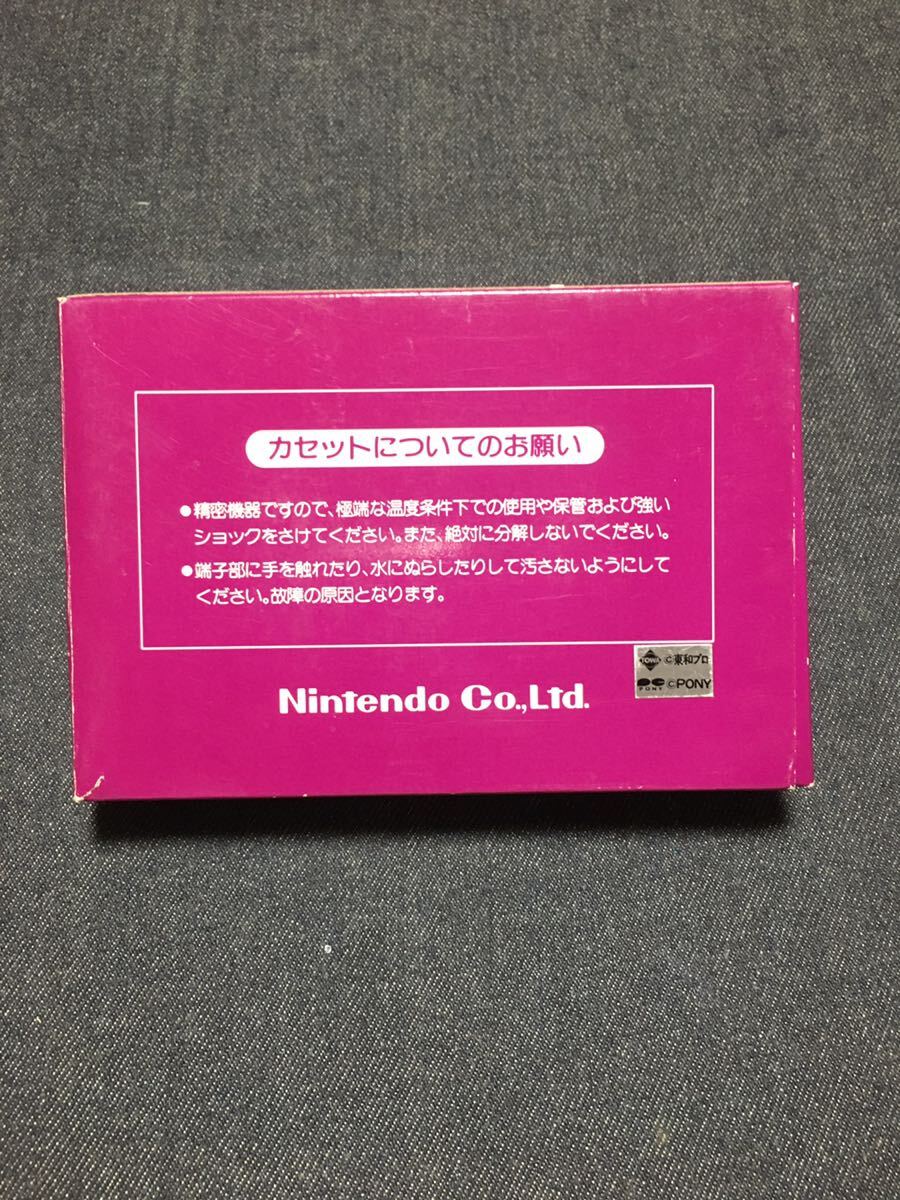 カセットについてのお願い
●精密機器ですので、極端な温度条件下での使用や保管および強い
ショックをさけてください。また、絶対に分解しないでください。
●端子部に手を触れたり、水にぬらしたりして汚さないようにして
ください。故障の原因となります。
TOWA ©東和プロ
PONY ©PONY
Nintendo Co.,Ltd.